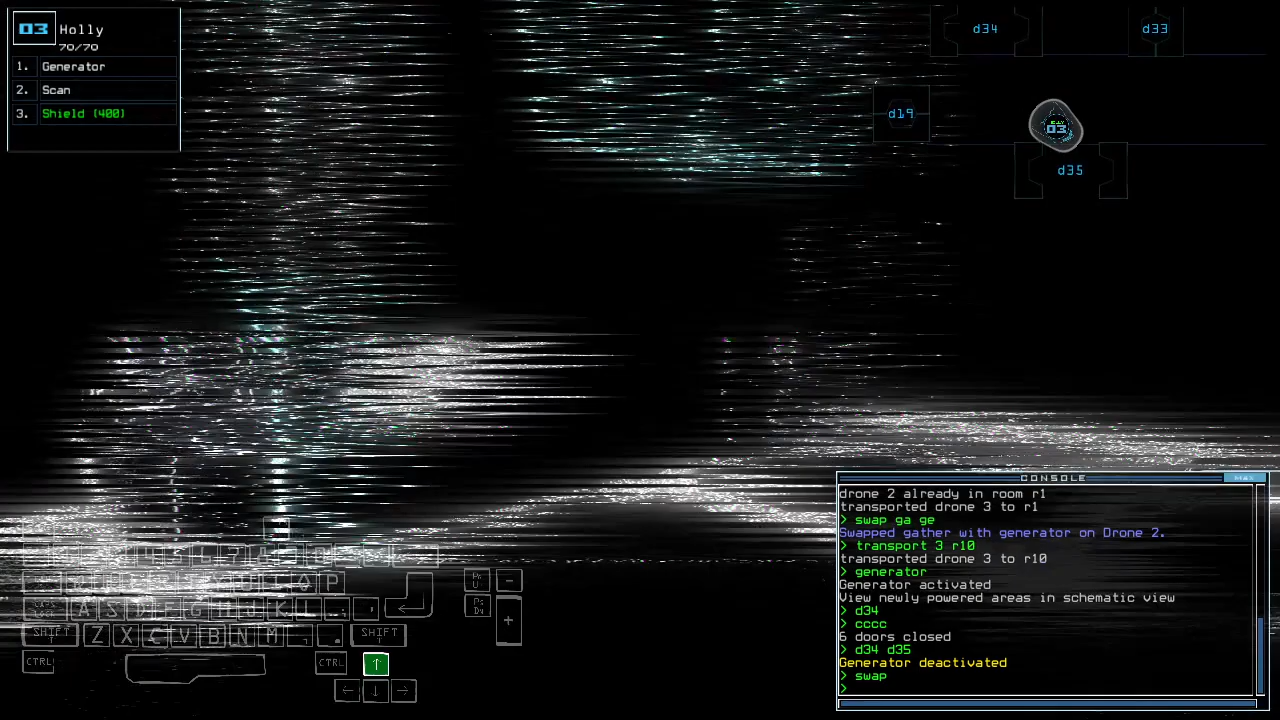 03 Holly
70/70
1. Generator
2. Scan
3. Shield (400)
d34
d33
d19
03
d35
CONSOLE
MAX
drone 2 already in room r1
transported drone 3 to r1
> swap ga ge
Swapped gather with generator on Drone 2.
> transport 3 r10
transported drone 3 to r10
> generator
Generator activated
View newly powered areas in schematic view
> d34
> cccc
6 doors closed
> d34 d35
Generator deactivated
> swap
>
P
-
CAPS
A S D F G H J K L ; '
+
SHIFT Z X C V B N M , . SHIFT
CTRL
CTRL ↑
← ↓ →